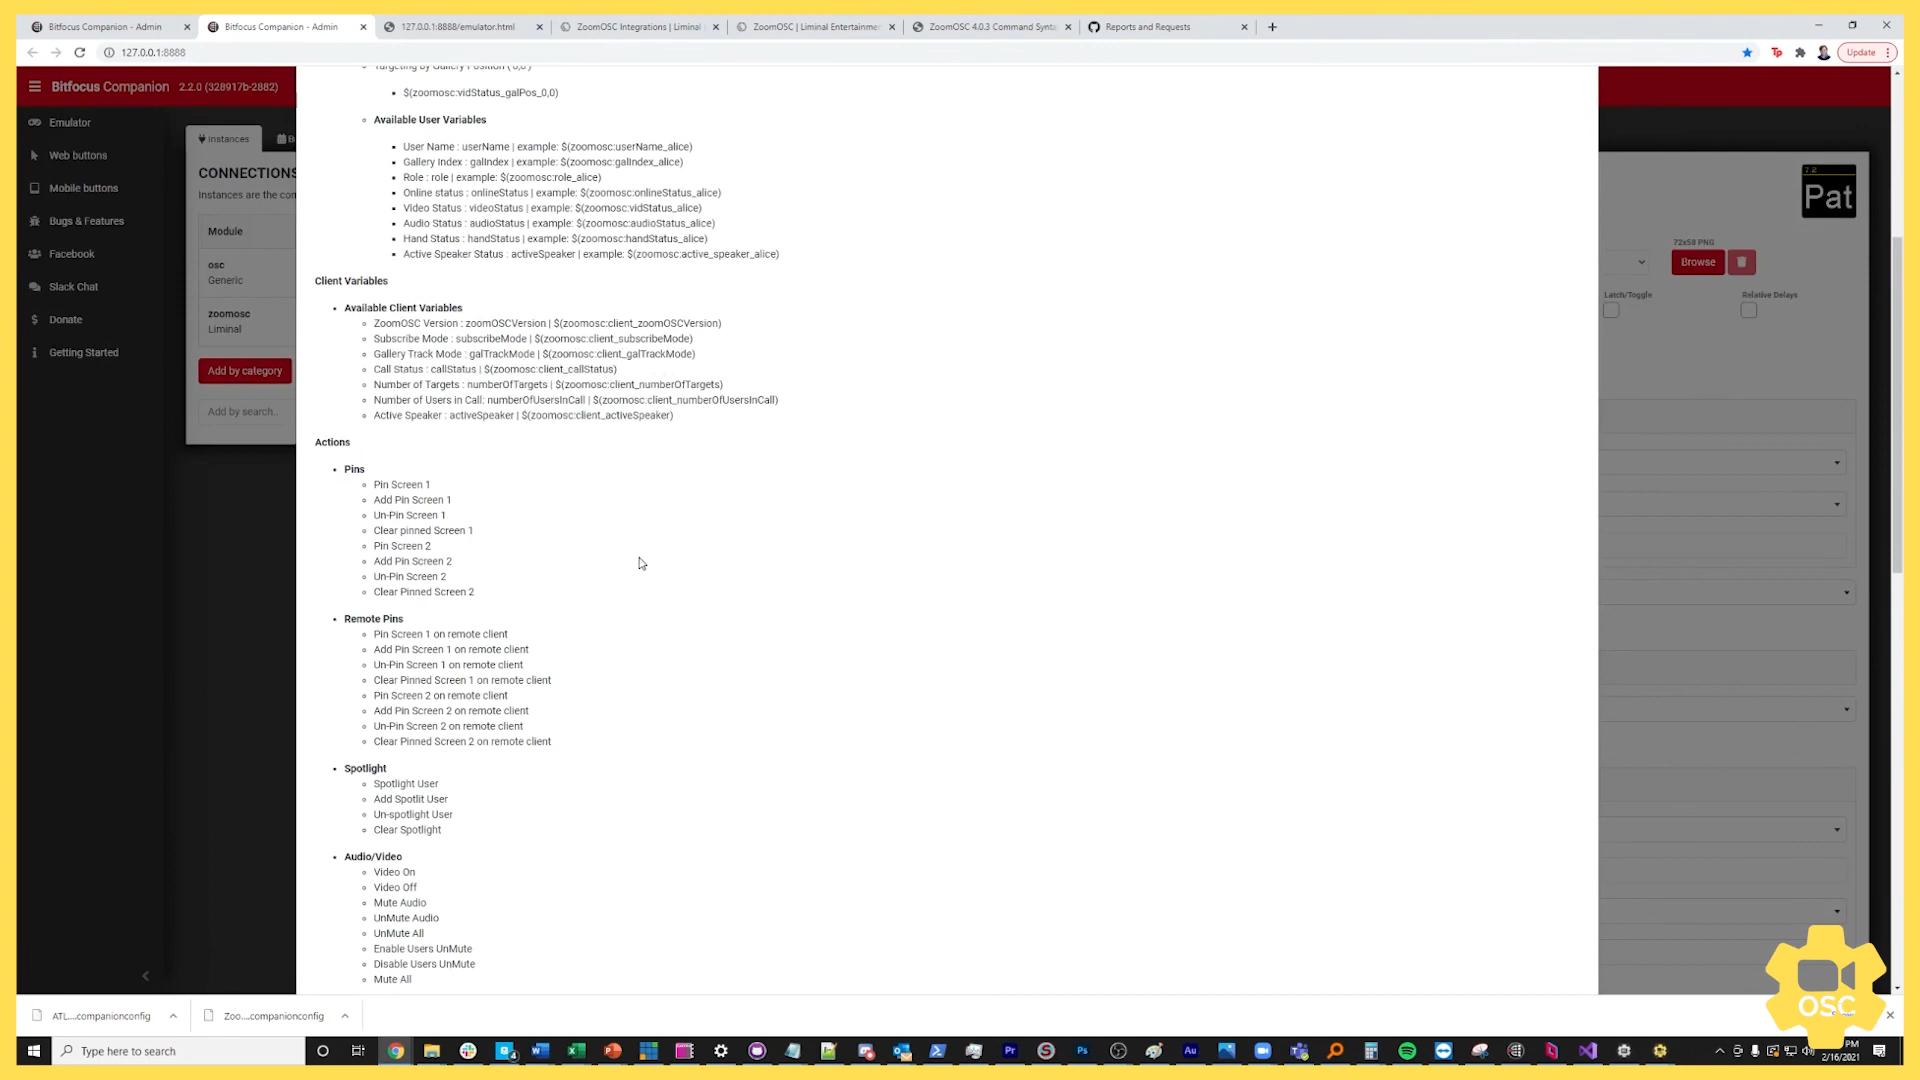 Bitfocus Companion - Admin
Bitfocus Companion - Admin
127.0.0.1:8888/emulator.html
ZoomOSC Integrations | Liminal
ZoomOSC | Liminal Entertainmen
ZoomOSC 4.0.3 Command Synta
Reports and Requests
127.0.0.1:8888
Update
Bitfocus Companion 2.2.0 (328917b-2882)
Emulator
Web buttons
Mobile buttons
Bugs & Features
Facebook
Slack Chat
Donate
Getting Started
Instances
CONNECTIONS
Instances are the con
Module
osc
Generic
zoomosc
Liminal
Add by category
Add by search..
Targeting by Gallery Position ( 0,0 )
$(zoomosc:vidStatus_galPos_0,0)
Available User Variables
User Name : userName | example: $(zoomosc:userName_alice)
Gallery Index : galIndex | example: $(zoomosc:galIndex_alice)
Role : role | example: $(zoomosc:role_alice)
Online status : onlineStatus | example: $(zoomosc:onlineStatus_alice)
Video Status : videoStatus | example: $(zoomosc:vidStatus_alice)
Audio Status : audioStatus | example: $(zoomosc:audioStatus_alice)
Hand Status : handStatus | example: $(zoomosc:handStatus_alice)
Active Speaker Status : activeSpeaker | example: $(zoomosc:active_speaker_alice)
Client Variables
Available Client Variables
ZoomOSC Version : zoomOSCVersion | $(zoomosc:client_zoomOSCVersion)
Subscribe Mode : subscribeMode | $(zoomosc:client_subscribeMode)
Gallery Track Mode : galTrackMode | $(zoomosc:client_galTrackMode)
Call Status : callStatus | $(zoomosc:client_callStatus)
Number of Targets : numberOfTargets | $(zoomosc:client_numberOfTargets)
Number of Users in Call: numberOfUsersInCall | $(zoomosc:client_numberOfUsersInCall)
Active Speaker : activeSpeaker | $(zoomosc:client_activeSpeaker)
Actions
Pins
Pin Screen 1
Add Pin Screen 1
Un-Pin Screen 1
Clear pinned Screen 1
Pin Screen 2
Add Pin Screen 2
Un-Pin Screen 2
Clear Pinned Screen 2
Remote Pins
Pin Screen 1 on remote client
Add Pin Screen 1 on remote client
Un-Pin Screen 1 on remote client
Clear Pinned Screen 1 on remote client
Pin Screen 2 on remote client
Add Pin Screen 2 on remote client
Un-Pin Screen 2 on remote client
Clear Pinned Screen 2 on remote client
Spotlight
Spotlight User
Add Spotlit User
Un-spotlight User
Clear Spotlight
Audio/Video
Video On
Video Off
Mute Audio
UnMute Audio
UnMute All
Enable Users UnMute
Disable Users UnMute
Mute All
7.2
Pat
72x58 PNG
Browse
Latch/Toggle
Relative Delays
OSC
ATL....companionconfig
Zoo....companionconfig
Type here to search
PM
2/16/2021